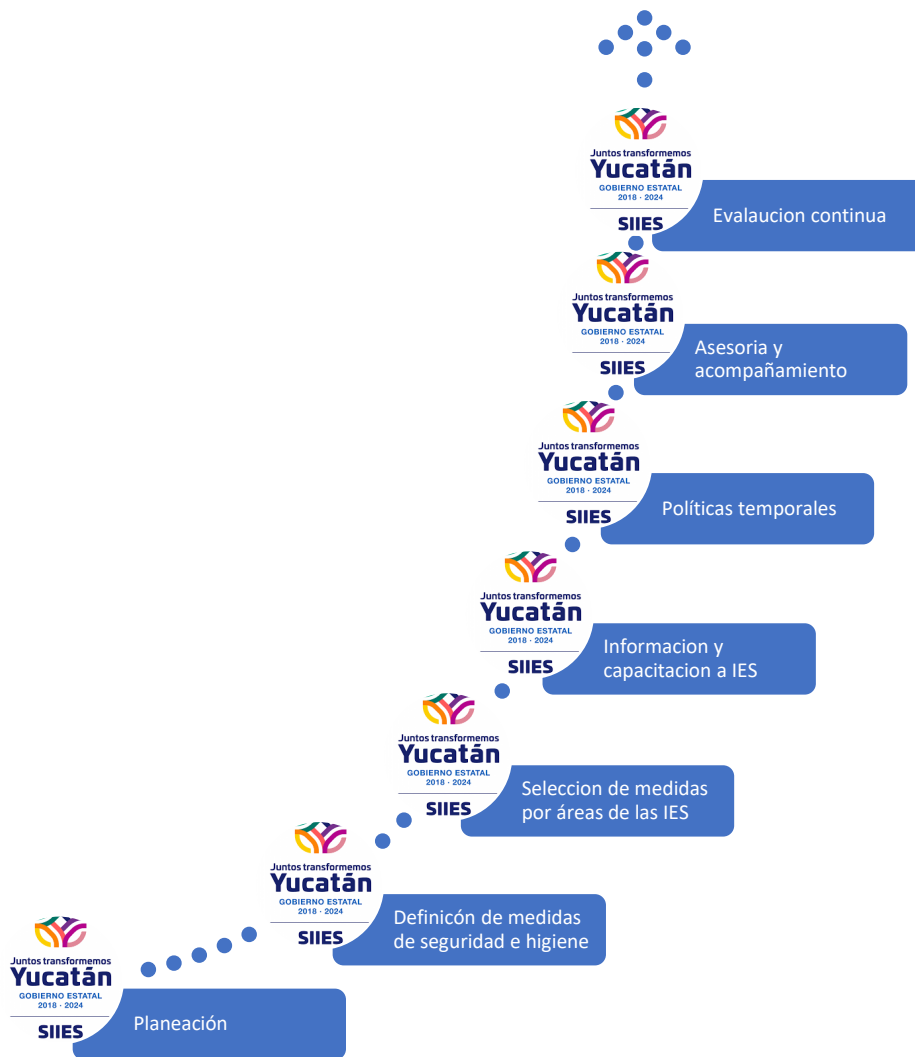 Juntos transformemos
Yucatán
GOBIERNO ESTATAL
2018 · 2024
SIIES
Evalaucion continua
Juntos transformemos
Yucatán
GOBIERNO ESTATAL
2018 · 2024
SIIES
Asesoria y
acompañamiento
Juntos transformemos
Yucatán
GOBIERNO ESTATAL
2018 · 2024
SIIES
Políticas temporales
Juntos transformemos
Yucatán
GOBIERNO ESTATAL
2018 · 2024
SIIES
Informacion y
capacitacion a IES
Juntos transformemos
Yucatán
GOBIERNO ESTATAL
2018 · 2024
SIIES
Seleccion de medidas
por áreas de las IES
Juntos transformemos
Yucatán
GOBIERNO ESTATAL
2018 · 2024
SIIES
Definicón de medidas
de seguridad e higiene
Juntos transformemos
Yucatán
GOBIERNO ESTATAL
2018 · 2024
SIIES
Planeación